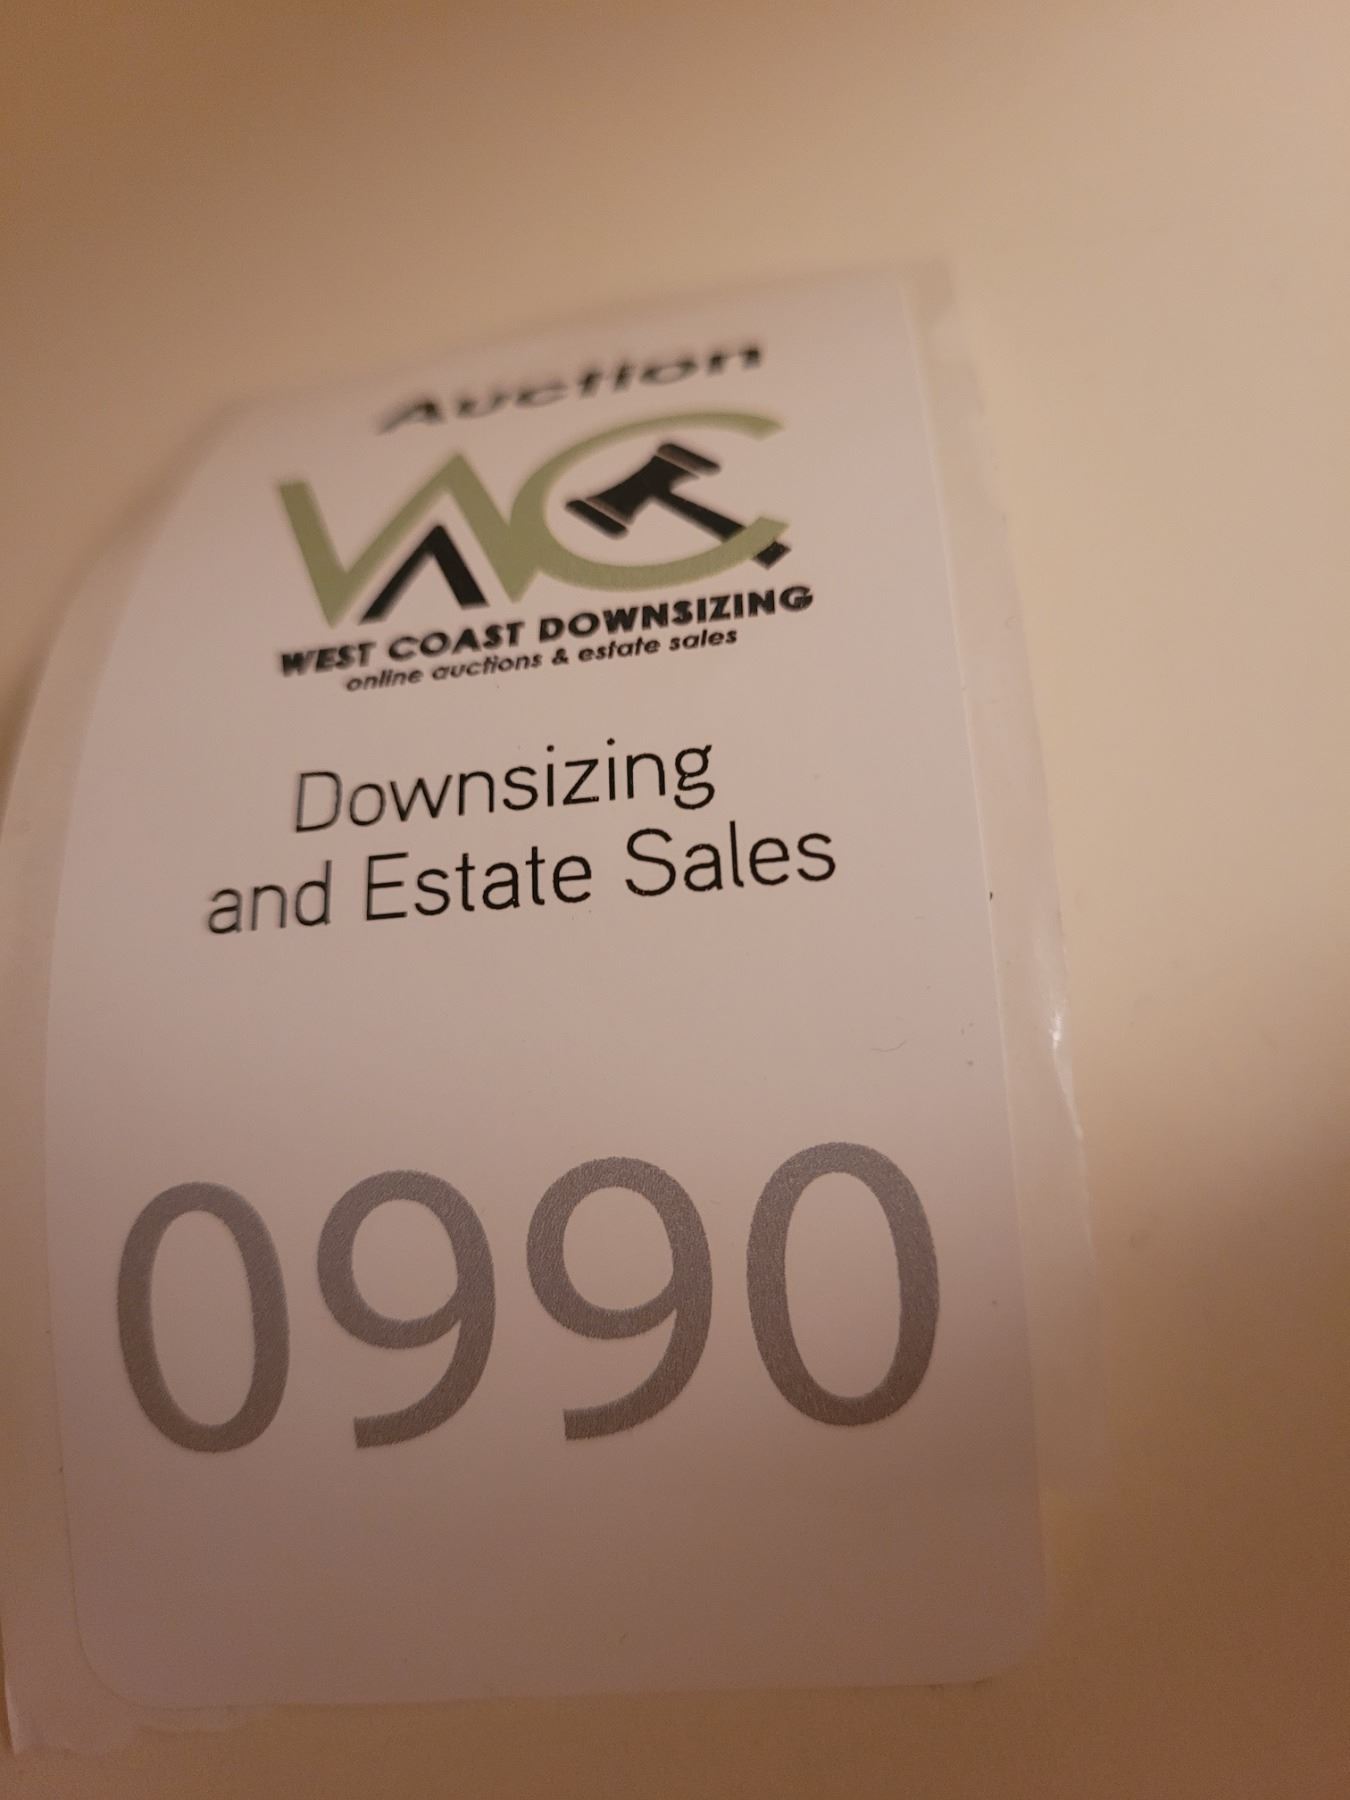 Auction
WC
WEST COAST DOWNSIZING
online auctions & estate sales
Downsizing
and Estate Sales
0990